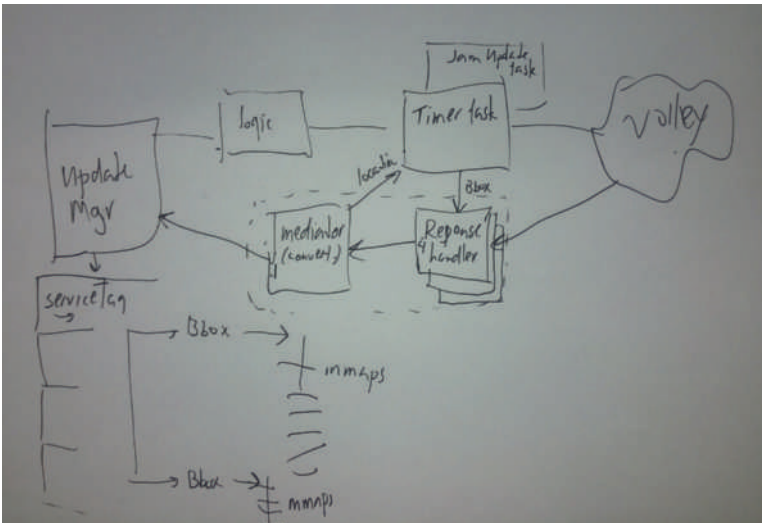 Update
task
Timer task
volley
logic
Update
Mgr
location
Bbox
mediator
(convert)
Reponse
handler
serviceTag
Bbox
mmaps
Bbox
mmaps